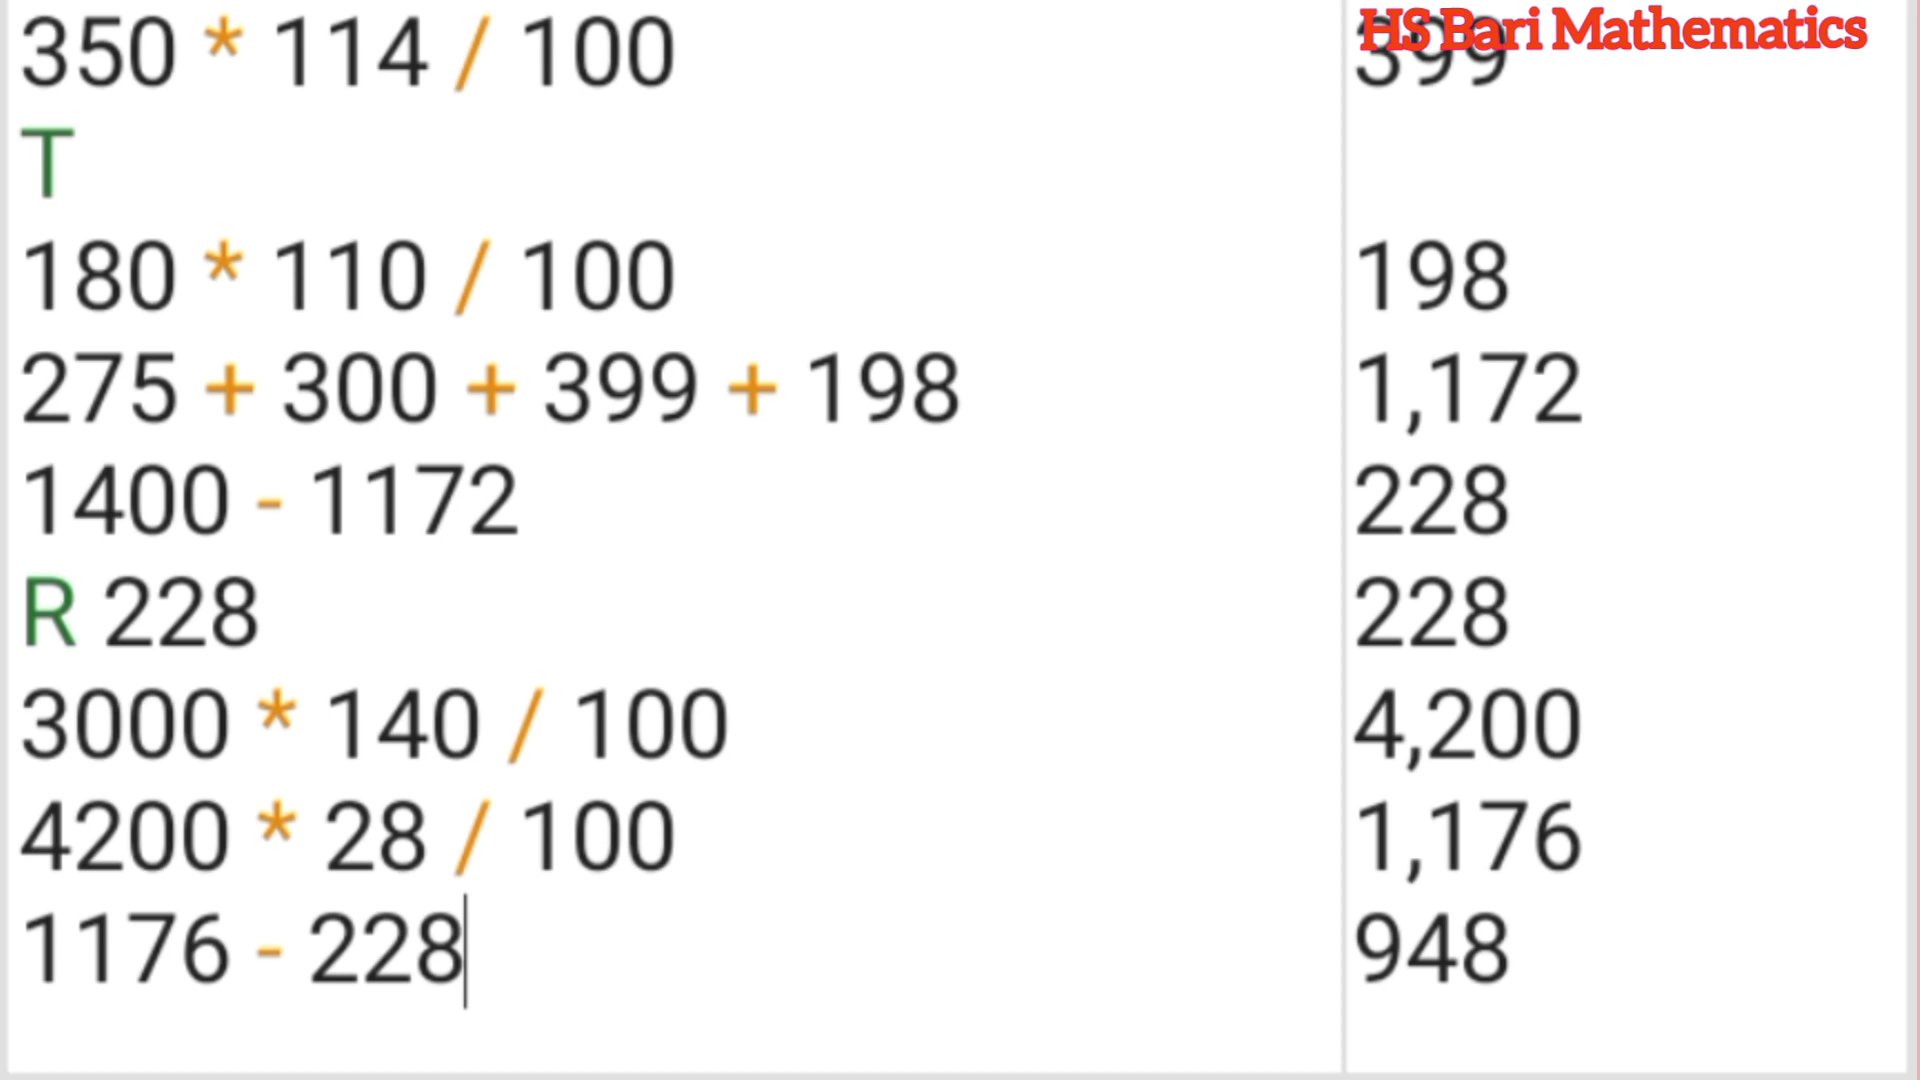 350 * 114 / 100 399
HS Bari Mathematics
T
180 * 110 / 100 198
275 + 300 + 399 + 198 1,172
1400 - 1172 228
R 228 228
3000 * 140 / 100 4,200
4200 * 28 / 100 1,176
1176 - 228 948